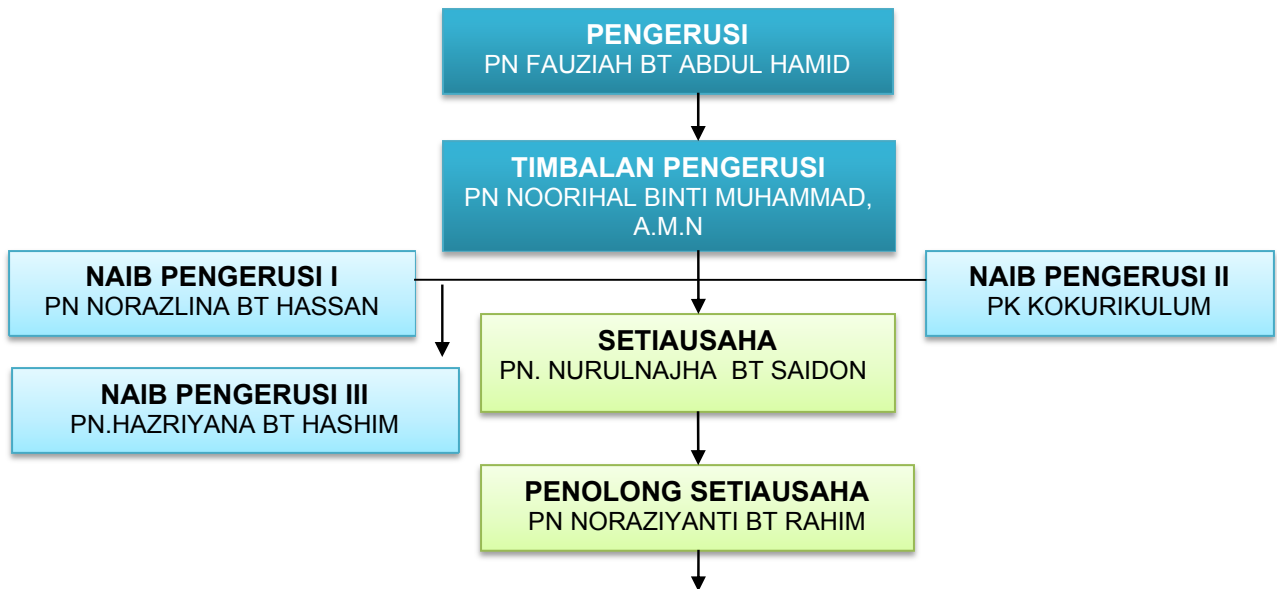 PENGERUSI
PN FAUZIAH BT ABDUL HAMID
TIMBALAN PENGERUSI
PN NOORIHAL BINTI MUHAMMAD,
A.M.N
NAIB PENGERUSI I
PN NORAZLINA BT HASSAN
NAIB PENGERUSI II
PK KOKURIKULUM
SETIAUSAHA
PN. NURULNAJHA BT SAIDON
NAIB PENGERUSI III
PN.HAZRIYANA BT HASHIM
PENOLONG SETIAUSAHA
PN NORAZIYANTI BT RAHIM